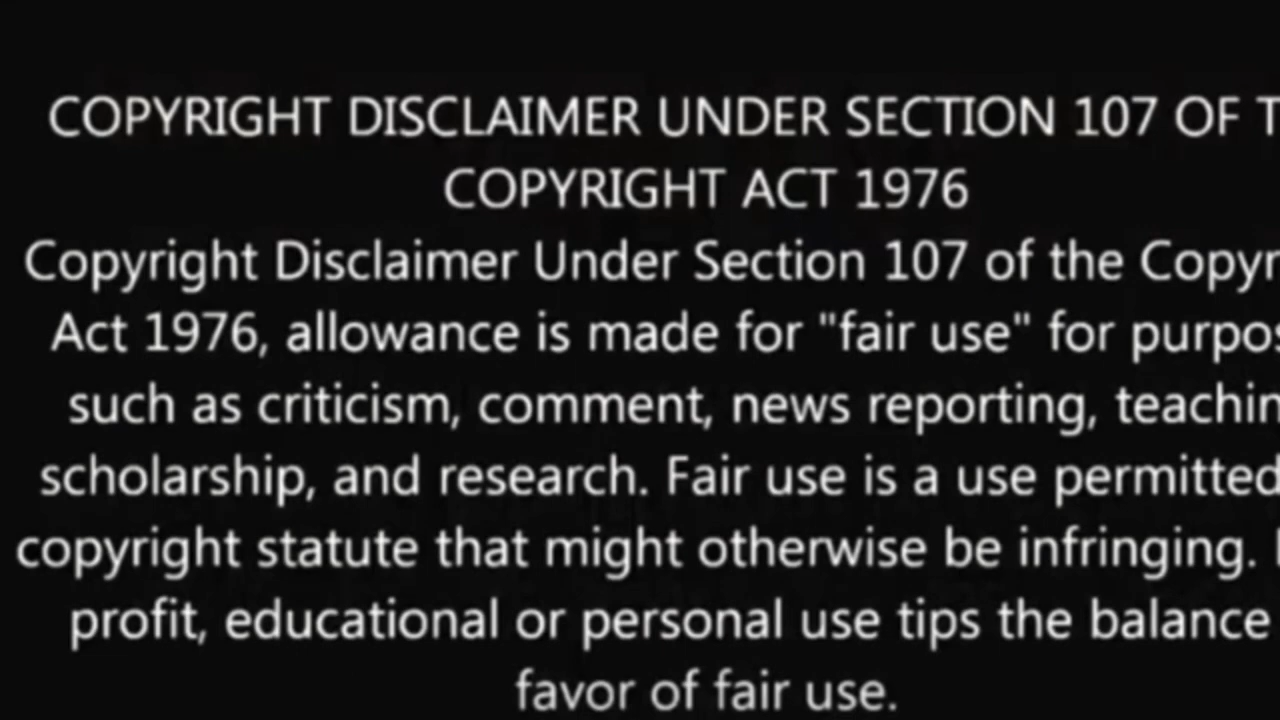 COPYRIGHT DISCLAIMER UNDER SECTION 107 OF T
COPYRIGHT ACT 1976
Copyright Disclaimer Under Section 107 of the Copyr
Act 1976, allowance is made for "fair use" for purpos
such as criticism, comment, news reporting, teachin
scholarship, and research. Fair use is a use permitted
copyright statute that might otherwise be infringing.
profit, educational or personal use tips the balance
favor of fair use.